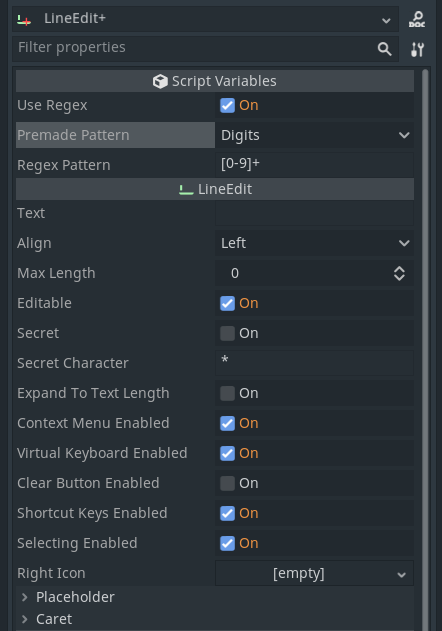 LineEdit+
DOC
Filter properties
Script Variables
Use Regex On
Premade Pattern Digits
Regex Pattern [0-9]+
LineEdit
Text
Align Left
Max Length 0
Editable On
Secret On
Secret Character *
Expand To Text Length On
Context Menu Enabled On
Virtual Keyboard Enabled On
Clear Button Enabled On
Shortcut Keys Enabled On
Selecting Enabled On
Right Icon [empty]
Placeholder
Caret